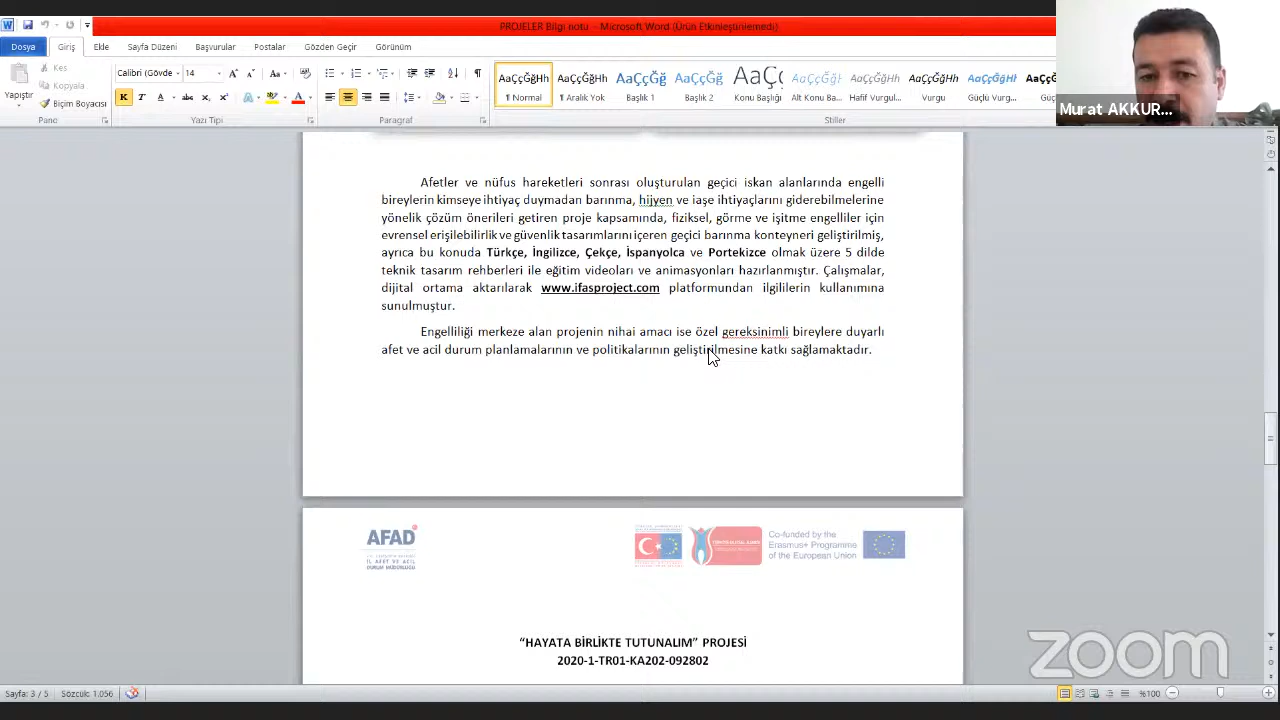 PROJELER Bilgi notu - Microsoft Word (Ürün Etkinleştirilemedi)
Dosya Giriş Ekle Sayfa Düzeni Başvurular Postalar Gözden Geçir Görünüm
Yapıştır
Kes
Kopyala
Biçim Boyacısı
Calibri (Gövde 14
AaÇçĞğHh AaÇçĞğHh AaÇçĞğ AaÇçĞğ AaÇç AaÇçĞğHh AaÇçĞğHh AaÇçĞğHh AaÇçĞğHh
¶ Normal ¶ Aralık Yok Başlık 1 Başlık 2 Konu Başlığı Alt Konu Ba... Hafif Vurgul... Vurgu Güçlü Vurgu...
Pano Yazı Tipi Paragraf Stiller
Murat AKKUR...
Afetler ve nüfus hareketleri sonrası oluşturulan geçici iskan alanlarında engelli
bireylerin kimseye ihtiyaç duymadan barınma, hijyen ve iaşe ihtiyaçlarını giderebilmelerine
yönelik çözüm önerileri getiren proje kapsamında, fiziksel, görme ve işitme engelliler için
evrensel erişilebilirlik ve güvenlik tasarımlarını içeren geçici barınma konteyneri geliştirilmiş,
ayrıca bu konuda Türkçe, İngilizce, Çekçe, İspanyolca ve Portekizce olmak üzere 5 dilde
teknik tasarım rehberleri ile eğitim videoları ve animasyonları hazırlanmıştır. Çalışmalar,
dijital ortama aktarılarak www.ifasproject.com platformundan ilgililerin kullanımına
sunulmuştur.
Engelliliği merkeze alan projenin nihai amacı ise özel gereksinimli bireylere duyarlı
afet ve acil durum planlamalarının ve politikalarının geliştirilmesine katkı sağlamaktadır.
AFAD
İL AFET VE ACİL
DURUM MÜDÜRLÜĞÜ
Co-funded by the
Erasmus+ Programme
of the European Union
“HAYATA BİRLİKTE TUTUNALIM” PROJESİ
2020-1-TR01-KA202-092802
zoom
Sayfa: 3 / 5 Sözcük: 1.056
%100